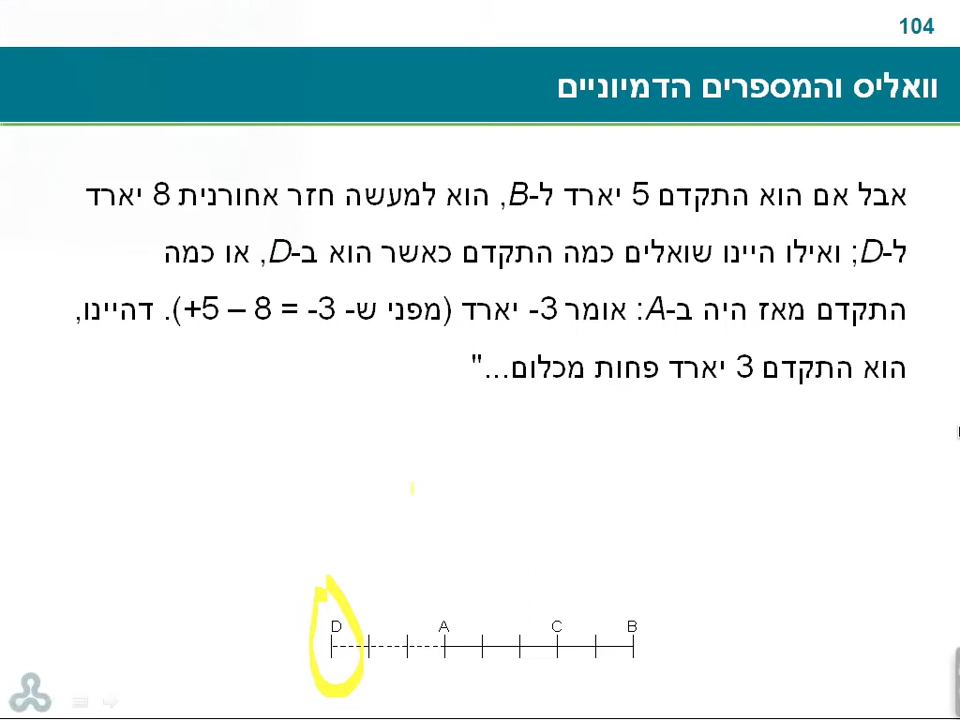 104
וואליס והמספרים הדמיוניים
אבל אם הוא התקדם 5 יארד ל-B, הוא למעשה חזר אחורנית 8 יארד
ל-D; ואילו היינו שואלים כמה התקדם כאשר הוא ב-D, או כמה
התקדם מאז היה ב-A: אומר 3- יארד (מפני ש- 3- = 8 – 5+). דהיינו,
הוא התקדם 3 יארד פחות מכלום..."
D A C B